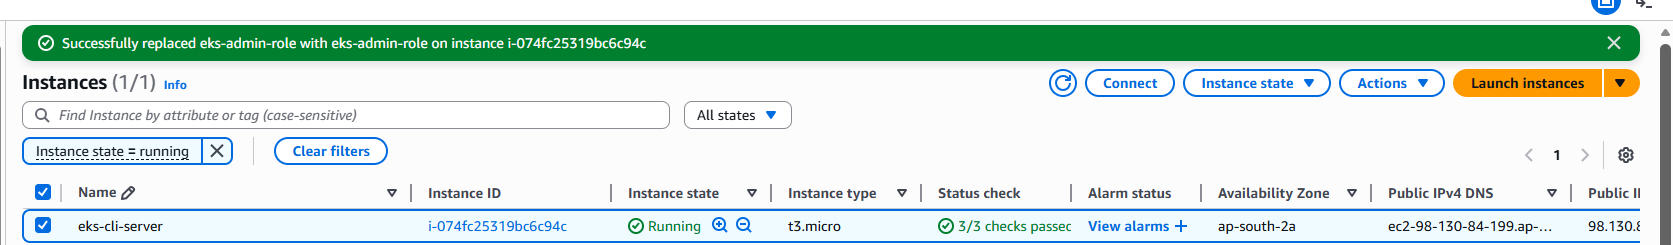 Successfully replaced eks-admin-role with eks-admin-role on instance i-074fc25319bc6c94c
Instances (1/1) Info Connect Instance state Actions Launch instances
Find Instance by attribute or tag (case-sensitive) All states
Instance state = running Clear filters 1
Name Instance ID Instance state Instance type Status check Alarm status Availability Zone Public IPv4 DNS Public
eks-cli-server i-074fc25319bc6c94c Running t3.micro 3/3 checks passec View alarms + ap-south-2a ec2-98-130-84-199.ap-... 98.130.8